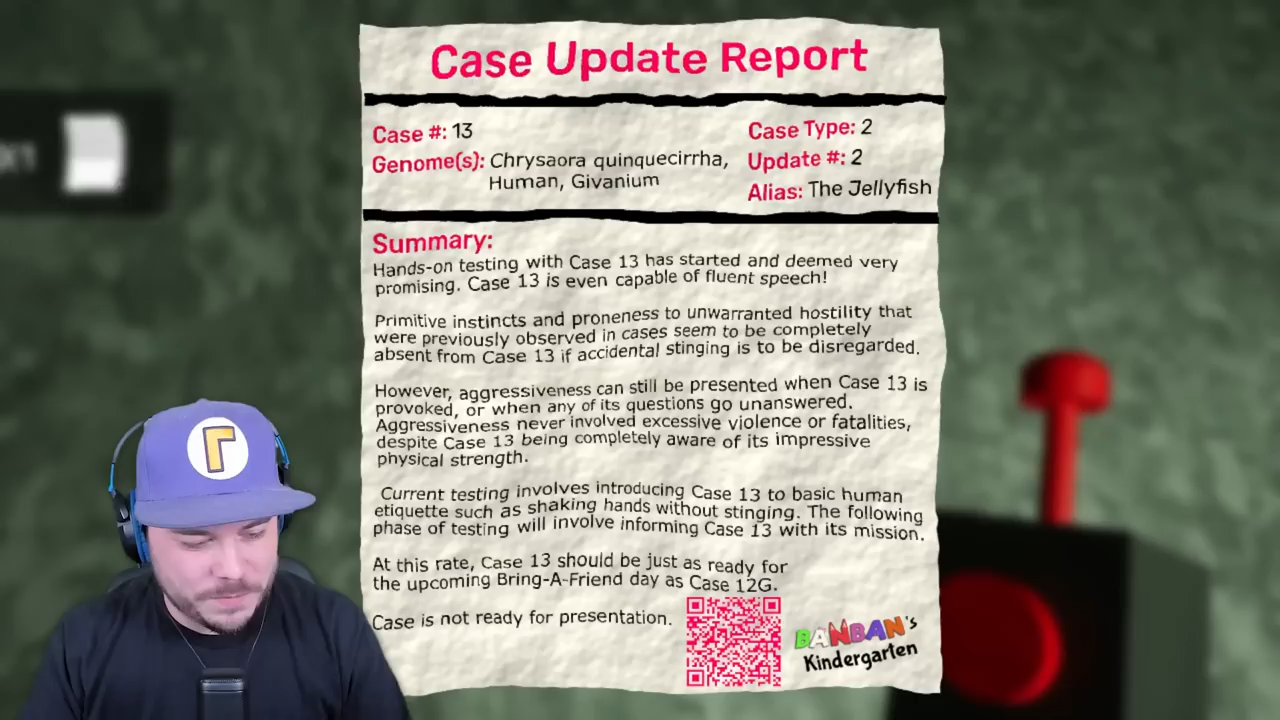 Case Update Report
Case #: 13
Case Type: 2
Genome(s): Chrysaora quinquecirrha,
Human, Givanium
Update #: 2
Alias: The Jellyfish
Summary:
Hands-on testing with Case 13 has started and deemed very
promising. Case 13 is even capable of fluent speech!
Primitive instincts and proneness to unwarranted hostility that
were previously observed in cases seem to be completely
absent from Case 13 if accidental stinging is to be disregarded.
However, aggressiveness can still be presented when Case 13 is
provoked, or when any of its questions go unanswered.
Aggressiveness never involved excessive violence or fatalities,
despite Case 13 being completely aware of its impressive
physical strength.
Current testing involves introducing Case 13 to basic human
etiquette such as shaking hands without stinging. The following
phase of testing will involve informing Case 13 with its mission.
At this rate, Case 13 should be just as ready for
the upcoming Bring-A-Friend day as Case 12G.
Case is not ready for presentation.
BANBAN's
Kindergarten